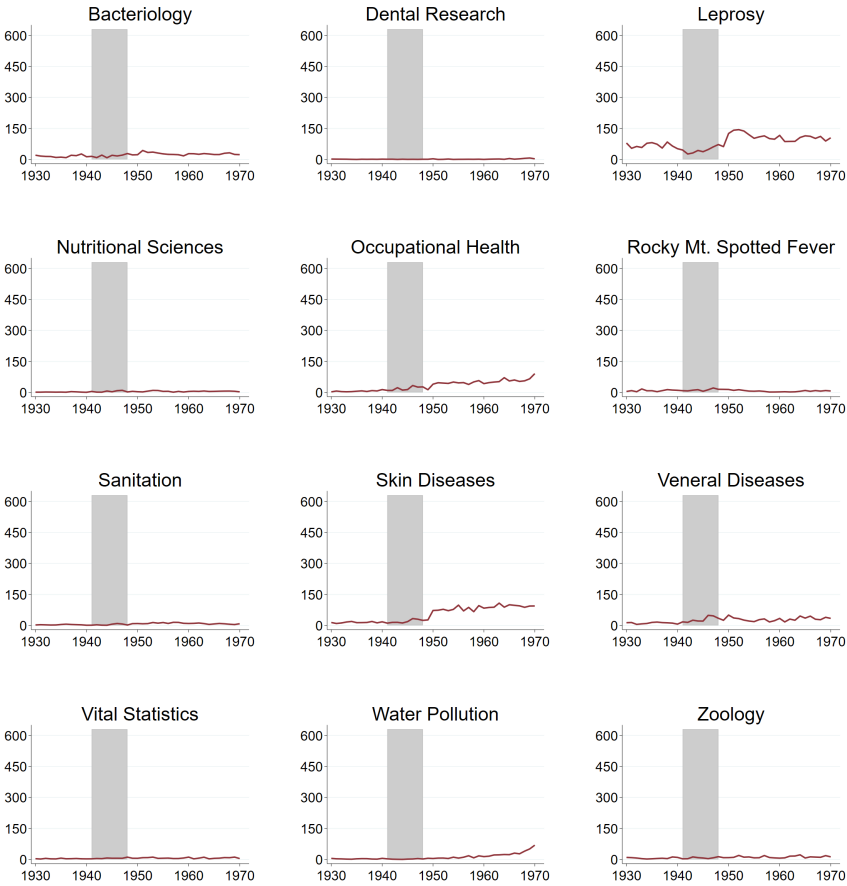 Bacteriology Dental Research Leprosy
600 600 600
450 450 450
300 300 300
150 150 150
0 0 0
1930 1940 1950 1960 1970 1930 1940 1950 1960 1970 1930 1940 1950 1960 1970
Nutritional Sciences Occupational Health Rocky Mt. Spotted Fever
600 600 600
450 450 450
300 300 300
150 150 150
0 0 0
1930 1940 1950 1960 1970 1930 1940 1950 1960 1970 1930 1940 1950 1960 1970
Sanitation Skin Diseases Veneral Diseases
600 600 600
450 450 450
300 300 300
150 150 150
0 0 0
1930 1940 1950 1960 1970 1930 1940 1950 1960 1970 1930 1940 1950 1960 1970
Vital Statistics Water Pollution Zoology
600 600 600
450 450 450
300 300 300
150 150 150
0 0 0
1930 1940 1950 1960 1970 1930 1940 1950 1960 1970 1930 1940 1950 1960 1970